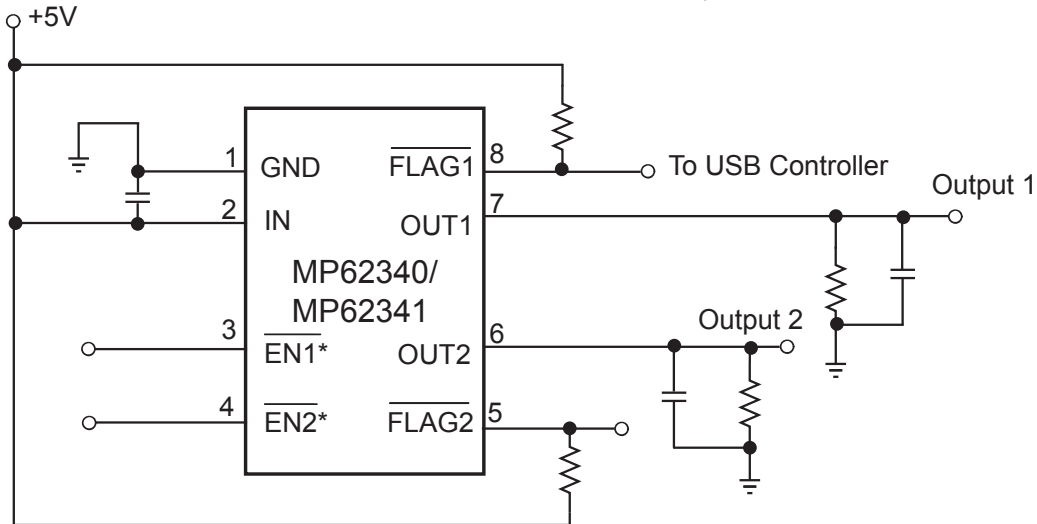 +5V
1
GND
FLAG1
8
To USB Controller
2
IN
OUT1
7
Output 1
MP62340/
MP62341
3
EN1*
OUT2
6
Output 2
4
EN2*
FLAG2
5